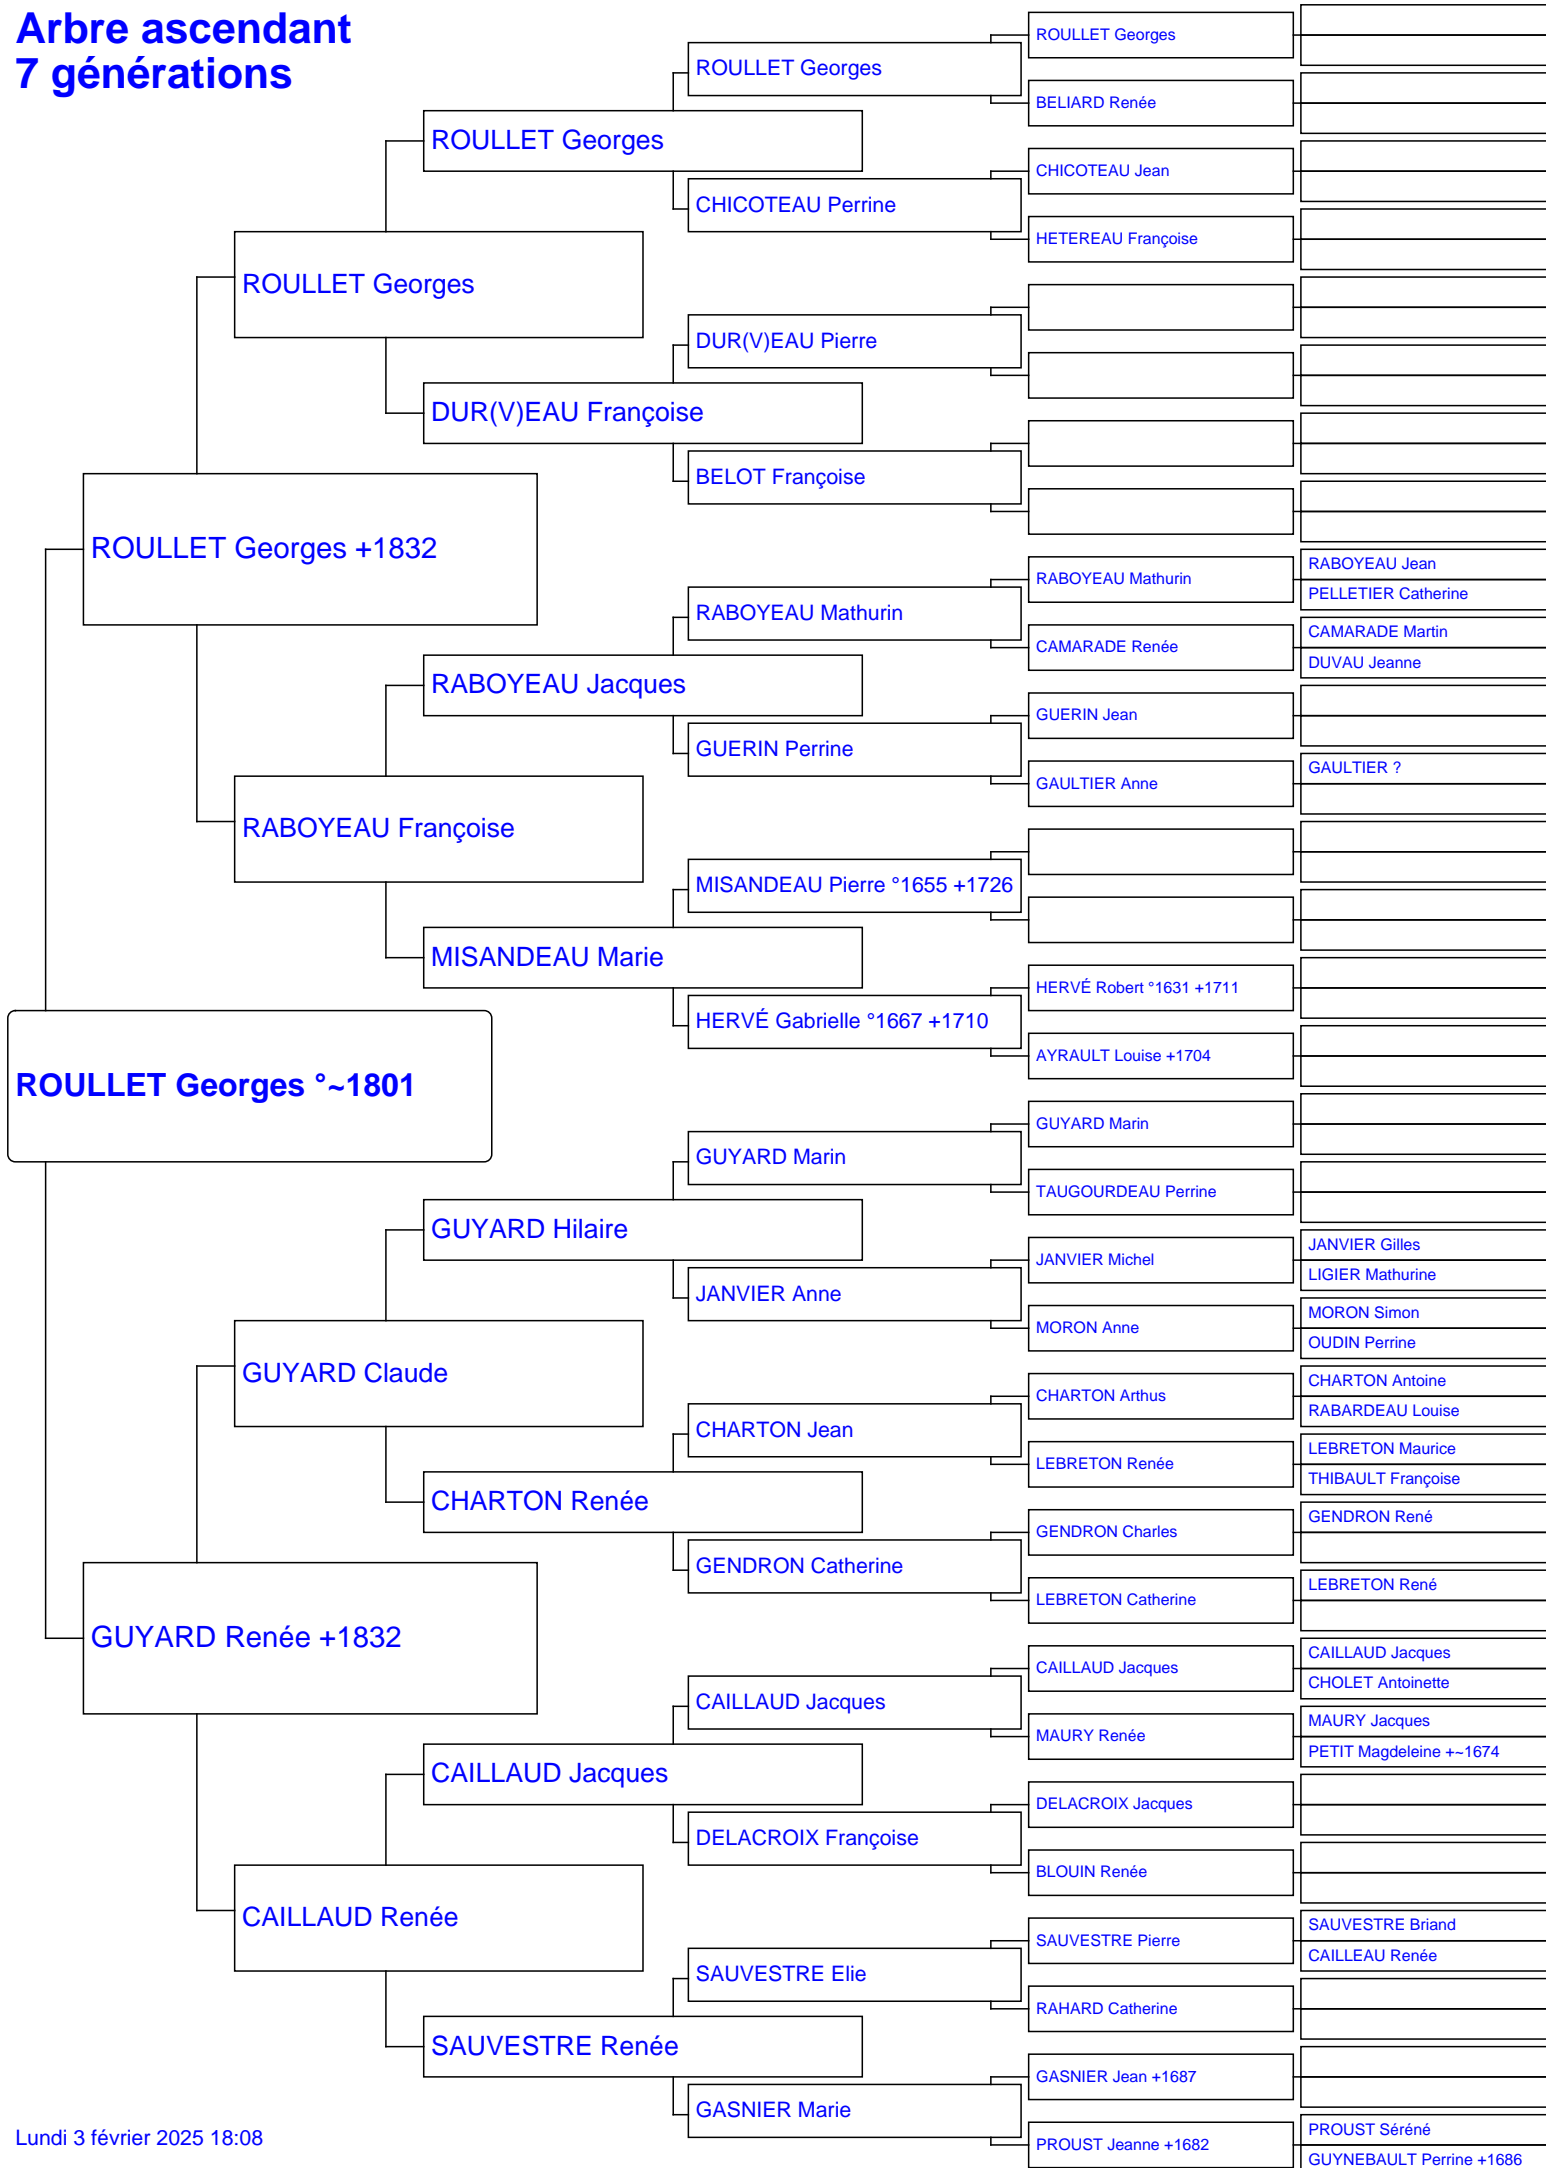 Arbre ascendant
7 générations
ROULLET Georges °~1801
ROULLET Georges +1832
GUYARD Renée +1832
ROULLET Georges
RABOYEAU Françoise
GUYARD Claude
CAILLAUD Renée
ROULLET Georges
DUR(V)EAU Françoise
RABOYEAU Jacques
MISANDEAU Marie
GUYARD Hilaire
CHARTON Renée
CAILLAUD Jacques
SAUVESTRE Renée
ROULLET Georges
CHICOTEAU Perrine
DUR(V)EAU Pierre
BELOT Françoise
RABOYEAU Mathurin
GUERIN Perrine
MISANDEAU Pierre °1655 +1726
HERVÉ Gabrielle °1667 +1710
GUYARD Marin
JANVIER Anne
CHARTON Jean
GENDRON Catherine
CAILLAUD Jacques
DELACROIX Françoise
SAUVESTRE Elie
GASNIER Marie
ROULLET Georges
BELIARD Renée
CHICOTEAU Jean
HETEREAU Françoise
RABOYEAU Mathurin
CAMARADE Renée
GUERIN Jean
GAULTIER Anne
HERVÉ Robert °1631 +1711
AYRAULT Louise +1704
GUYARD Marin
TAUGOURDEAU Perrine
JANVIER Michel
MORON Anne
CHARTON Arthus
LEBRETON Renée
GENDRON Charles
LEBRETON Catherine
CAILLAUD Jacques
MAURY Renée
DELACROIX Jacques
BLOUIN Renée
SAUVESTRE Pierre
RAHARD Catherine
GASNIER Jean +1687
PROUST Jeanne +1682
RABOYEAU Jean
PELLETIER Catherine
CAMARADE Martin
DUVAU Jeanne
GAULTIER ?
JANVIER Gilles
LIGIER Mathurine
MORON Simon
OUDIN Perrine
CHARTON Antoine
RABARDEAU Louise
LEBRETON Maurice
THIBAULT Françoise
GENDRON René
LEBRETON René
CAILLAUD Jacques
CHOLET Antoinette
MAURY Jacques
PETIT Magdeleine +~1674
SAUVESTRE Briand
CAILLEAU Renée
PROUST Séréné
GUYNEBAULT Perrine +1686
Lundi 3 février 2025 18:08